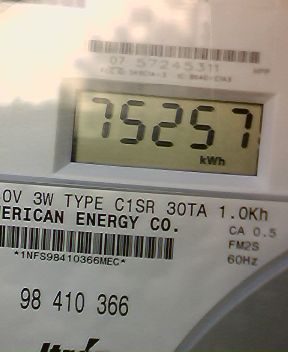 07 57245311
75257
kWh
0V 3W TYPE C1SR 30TA 1.0Kh
ERICAN ENERGY CO.
CA 0.5
FM2S
60Hz
*1NFS98410366MEC*
98 410 366